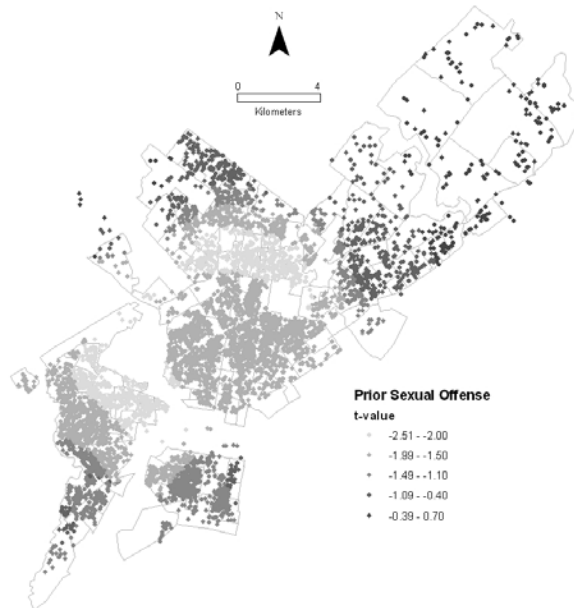 N
0 4
Kilometers
Prior Sexual Offense
t-value
-2.51 - -2.00
-1.99 - -1.50
-1.49 - -1.10
-1.09 - -0.40
-0.39 - 0.70